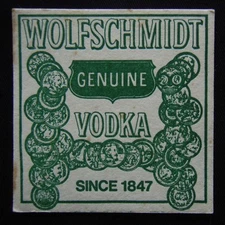 WOLFSCHMIDT
GENUINE
VODKA
SINCE 1847